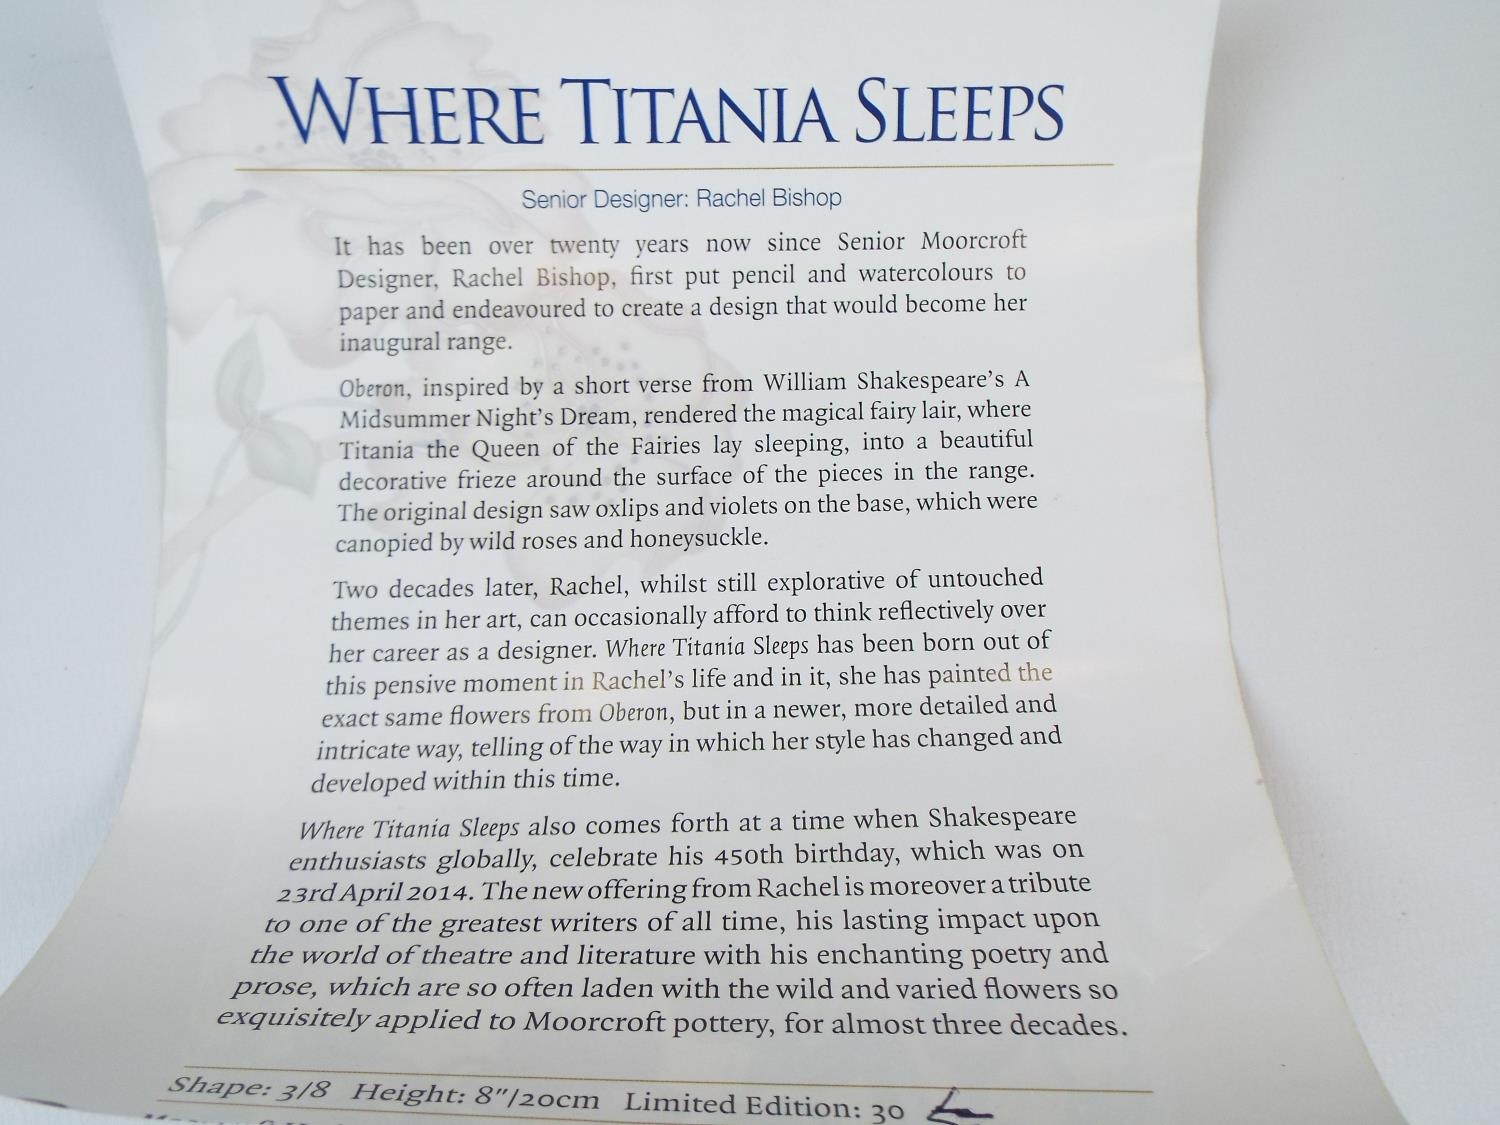 WHERE TITANIA SLEEPS
Senior Designer: Rachel Bishop
It has been over twenty years now since Senior Moorcroft
Designer, Rachel Bishop, first put pencil and watercolours to
paper and endeavoured to create a design that would become her
inaugural range.
Oberon, inspired by a short verse from William Shakespeare's A
Midsummer Night's Dream, rendered the magical fairy lair, where
Titania the Queen of the Fairies lay sleeping, into a beautiful
decorative frieze around the surface of the pieces in the range.
The original design saw oxlips and violets on the base, which were
canopied by wild roses and honeysuckle.
Two decades later, Rachel, whilst still explorative of untouched
themes in her art, can occasionally afford to think reflectively over
her career as a designer. Where Titania Sleeps has been born out of
this pensive moment in Rachel's life and in it, she has painted the
exact same flowers from Oberon, but in a newer, more detailed and
intricate way, telling of the way in which her style has changed and
developed within this time.
Where Titania Sleeps also comes forth at a time when Shakespeare
enthusiasts globally, celebrate his 450th birthday, which was on
23rd April 2014. The new offering from Rachel is moreover a tribute
to one of the greatest writers of all time, his lasting impact upon
the world of theatre and literature with his enchanting poetry and
prose, which are so often laden with the wild and varied flowers so
exquisitely applied to Moorcroft pottery, for almost three decades.
Shape: 3/8 Height: 8"/20cm Limited Edition: 30